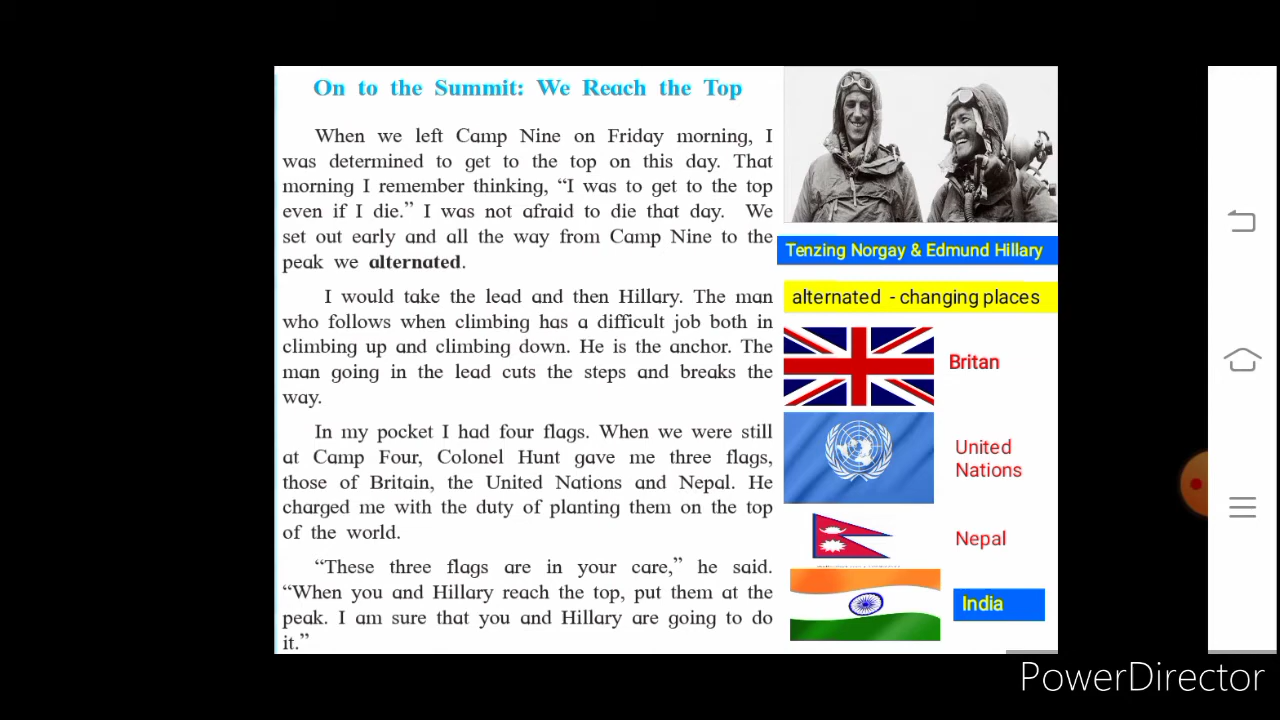 On to the Summit: We Reach the Top
When we left Camp Nine on Friday morning, I
was determined to get to the top on this day. That
morning I remember thinking, “I was to get to the top
even if I die.” I was not afraid to die that day. We
set out early and all the way from Camp Nine to the
peak we alternated.
I would take the lead and then Hillary. The man
who follows when climbing has a difficult job both in
climbing up and climbing down. He is the anchor. The
man going in the lead cuts the steps and breaks the
way.
In my pocket I had four flags. When we were still
at Camp Four, Colonel Hunt gave me three flags,
those of Britain, the United Nations and Nepal. He
charged me with the duty of planting them on the top
of the world.
“These three flags are in your care,” he said.
“When you and Hillary reach the top, put them at the
peak. I am sure that you and Hillary are going to do
it.”
Tenzing Norgay & Edmund Hillary
alternated - changing places
Britan
United
Nations
Nepal
India
PowerDirector